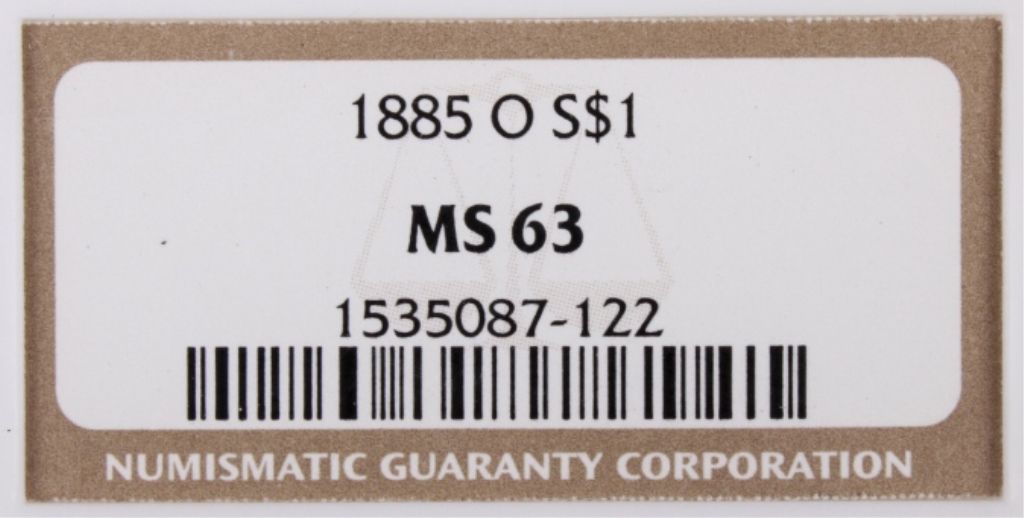 1885 O S$1
MS 63
1535087-122
NUMISMATIC GUARANTY CORPORATION